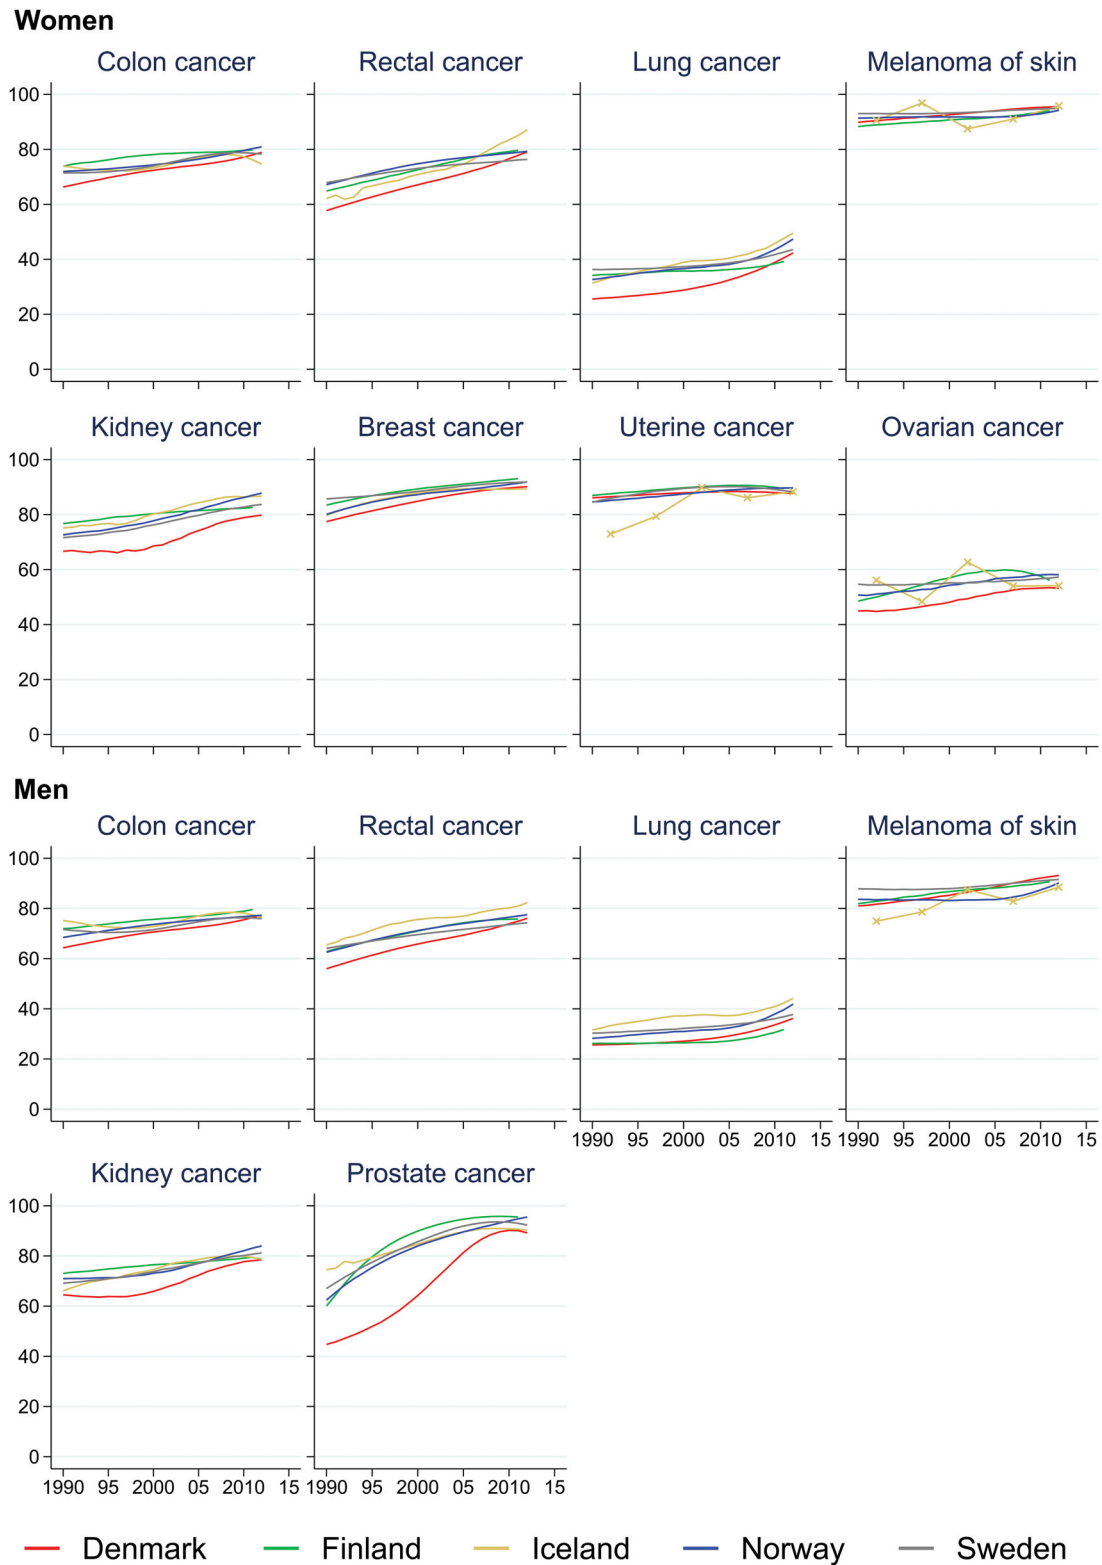 Women
Colon cancer Rectal cancer Lung cancer Melanoma of skin
100
80
60
40
20
0
Kidney cancer Breast cancer Uterine cancer Ovarian cancer
100
80
60
40
20
0
Men
Colon cancer Rectal cancer Lung cancer Melanoma of skin
100
80
60
40
20
0
1990 95 2000 05 2010 15 1990 95 2000 05 2010 15
Kidney cancer Prostate cancer
100
80
60
40
20
0
1990 95 2000 05 2010 15 1990 95 2000 05 2010 15
Denmark Finland Iceland Norway Sweden